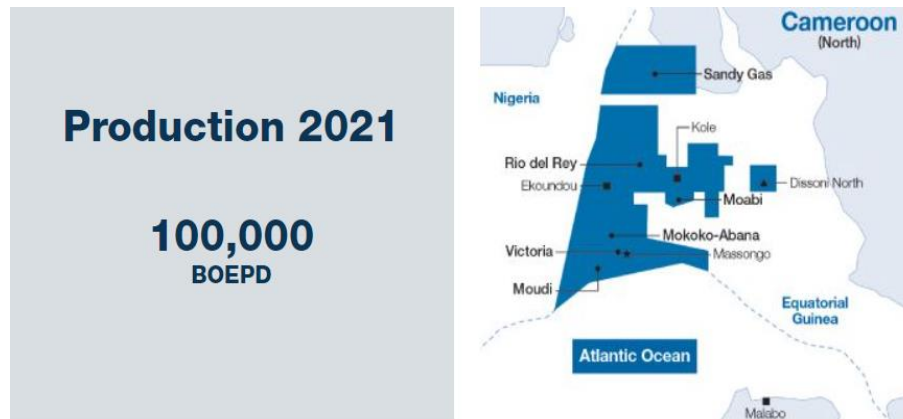 Production 2021
100,000
BOEPD
Cameroon
(North)
Sandy Gas
Nigeria
Kole
Rio del Rey
Ekoundou
Dissoni North
Moabi
Mokoko-Abana
Victoria
Massongo
Moudi
Equatorial
Guinea
Atlantic Ocean
Malabo